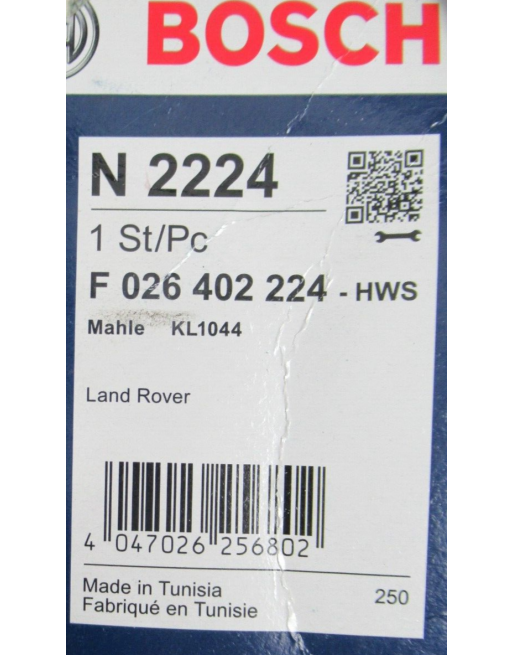 BOSCH
N 2224
1 St/Pc
F 026 402 224 - HWS
Mahle KL1044
Land Rover
4 047026 256802
Made in Tunisia
Fabriqué en Tunisie 250